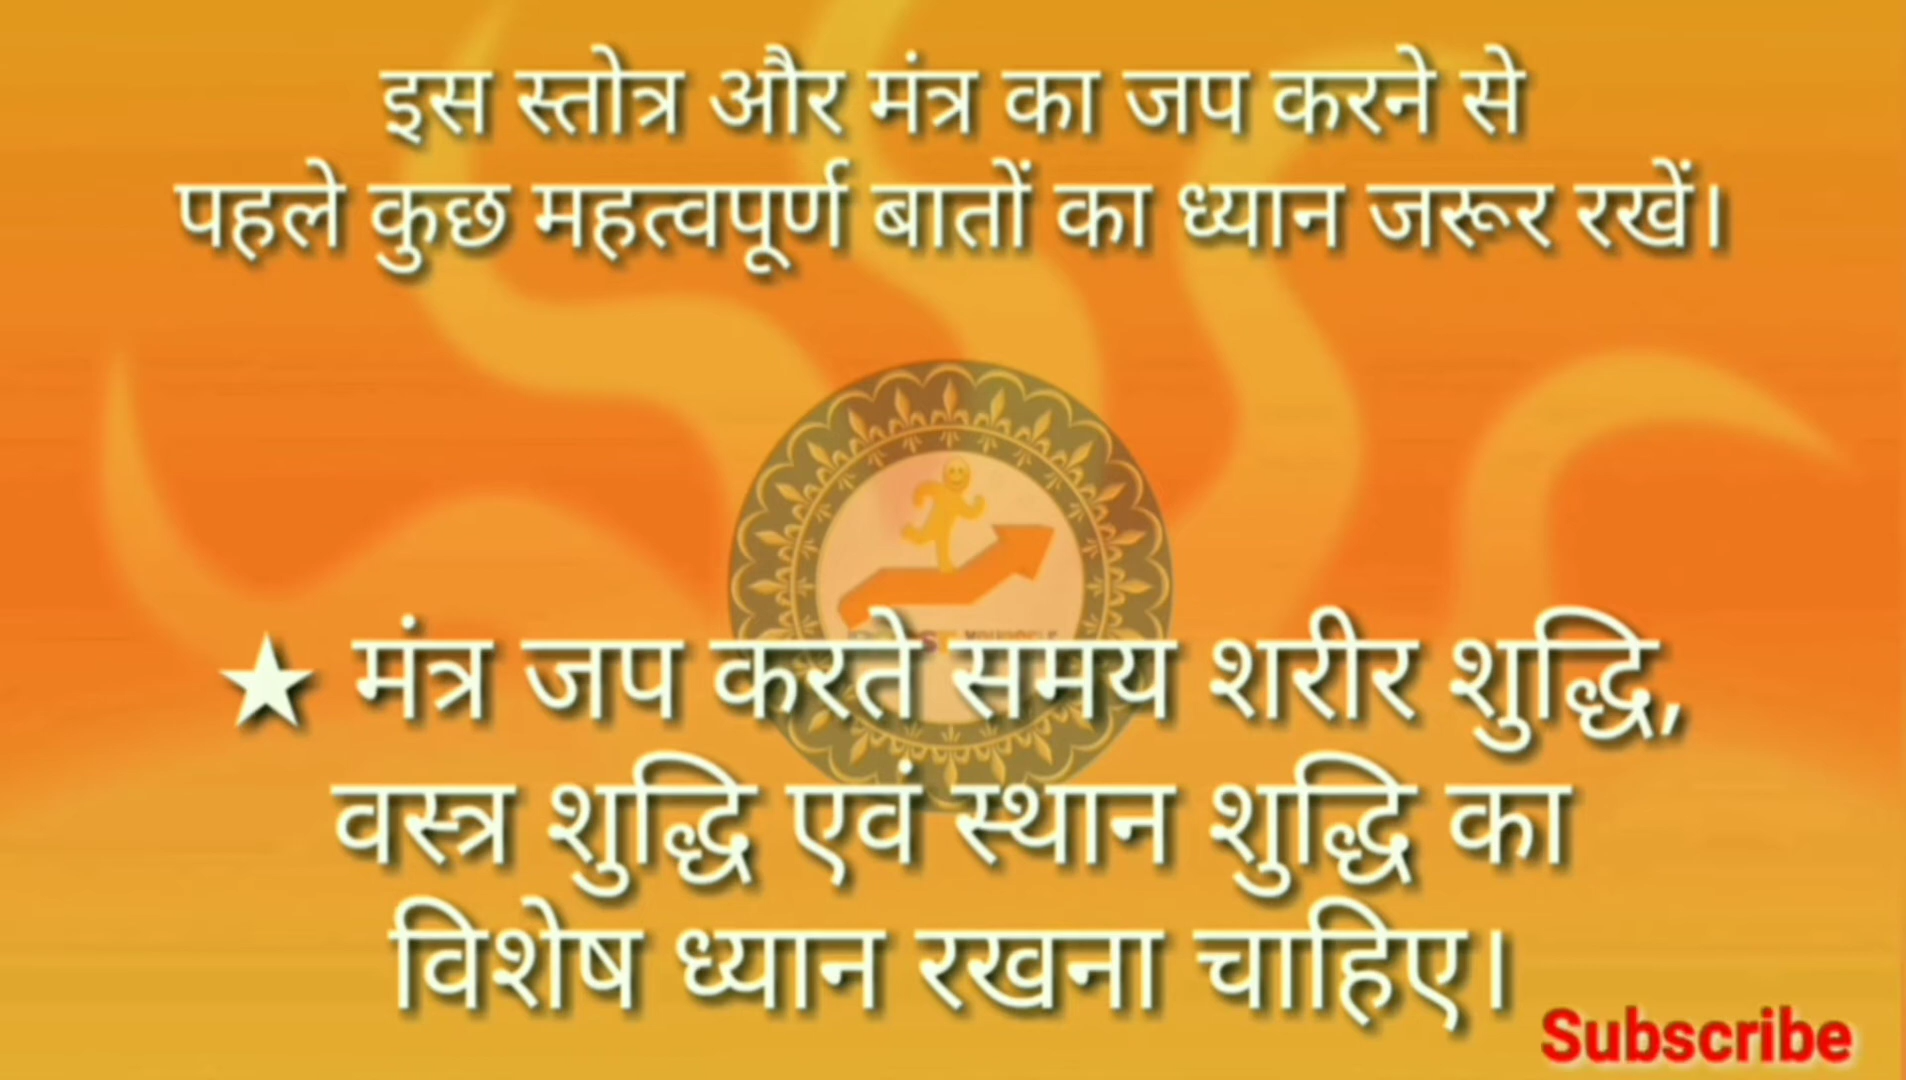 इस स्तोत्र और मंत्र का जप करने से
पहले कुछ महत्वपूर्ण बातों का ध्यान जरूर रखें।
★ मंत्र जप करते समय शरीर शुद्धि,
वस्त्र शुद्धि एवं स्थान शुद्धि का
विशेष ध्यान रखना चाहिए।
Subscribe